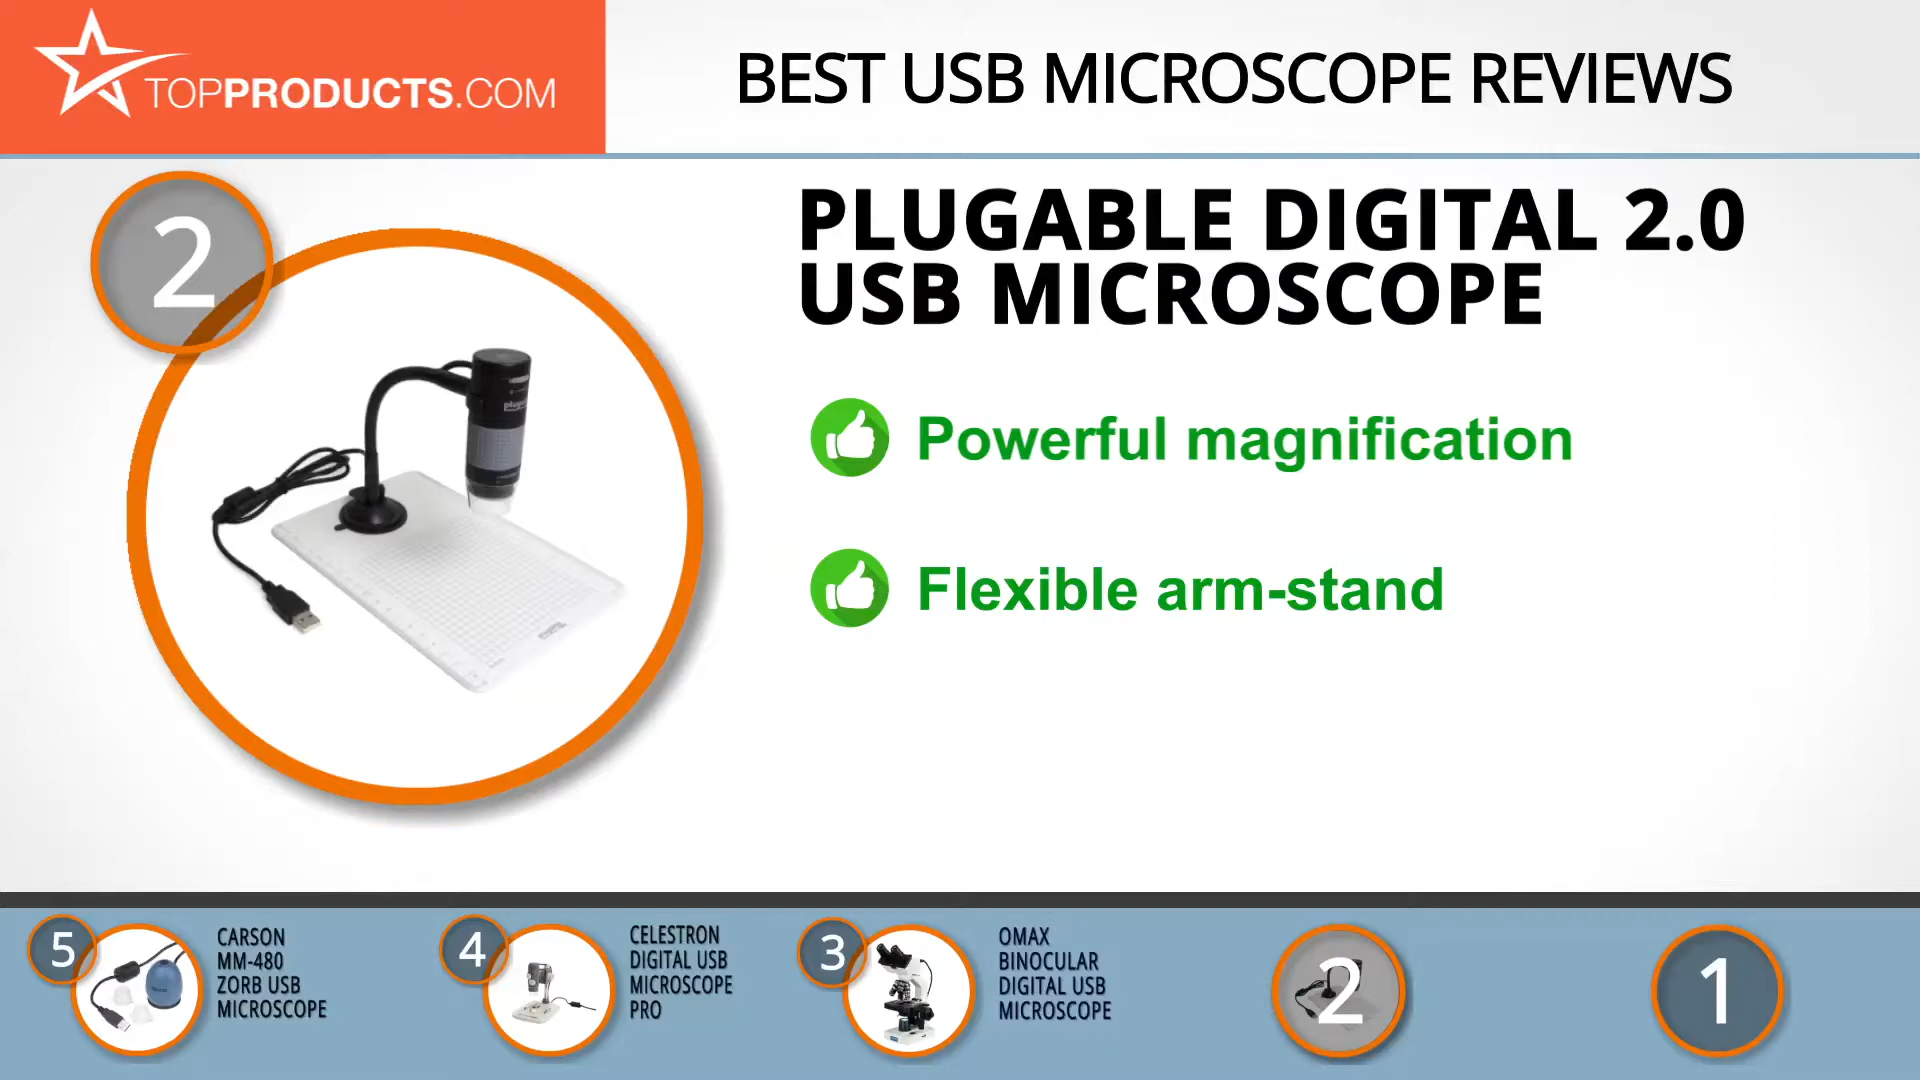 TOPPRODUCTS.COM
BEST USB MICROSCOPE REVIEWS
2
PLUGABLE DIGITAL 2.0
USB MICROSCOPE
Powerful magnification
Flexible arm-stand
5
CARSON
MM-480
ZORB USB
MICROSCOPE
4
CELESTRON
DIGITAL USB
MICROSCOPE
PRO
3
OMAX
BINOCULAR
DIGITAL USB
MICROSCOPE
2
1